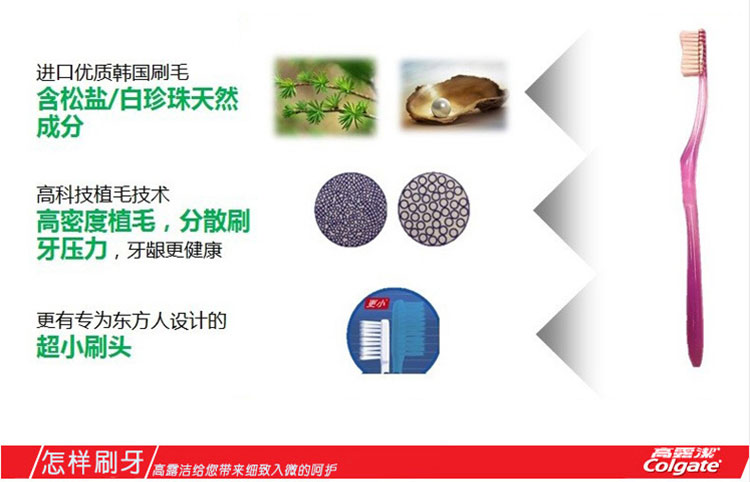 进口优质韩国刷毛
含松盐/白珍珠天然
成分
高科技植毛技术
高密度植毛，分散刷
牙压力，牙龈更健康
更有专为东方人设计的
超小刷头
更小
怎样刷牙
高露洁给您带来细致入微的呵护
高露潔
Colgate®